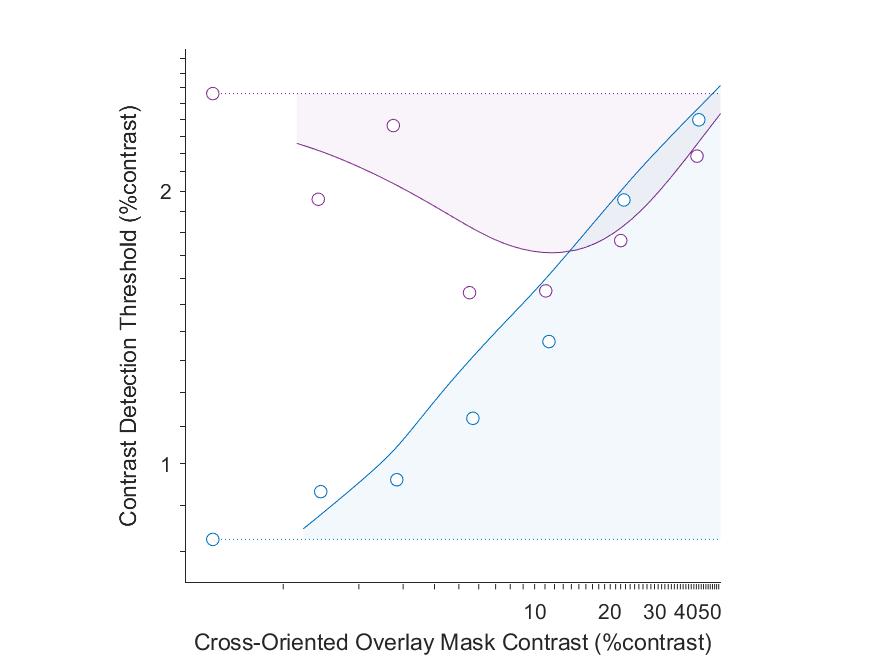 Contrast Detection Threshold (%contrast)
2
1
10 20 30 4050
Cross-Oriented Overlay Mask Contrast (%contrast)